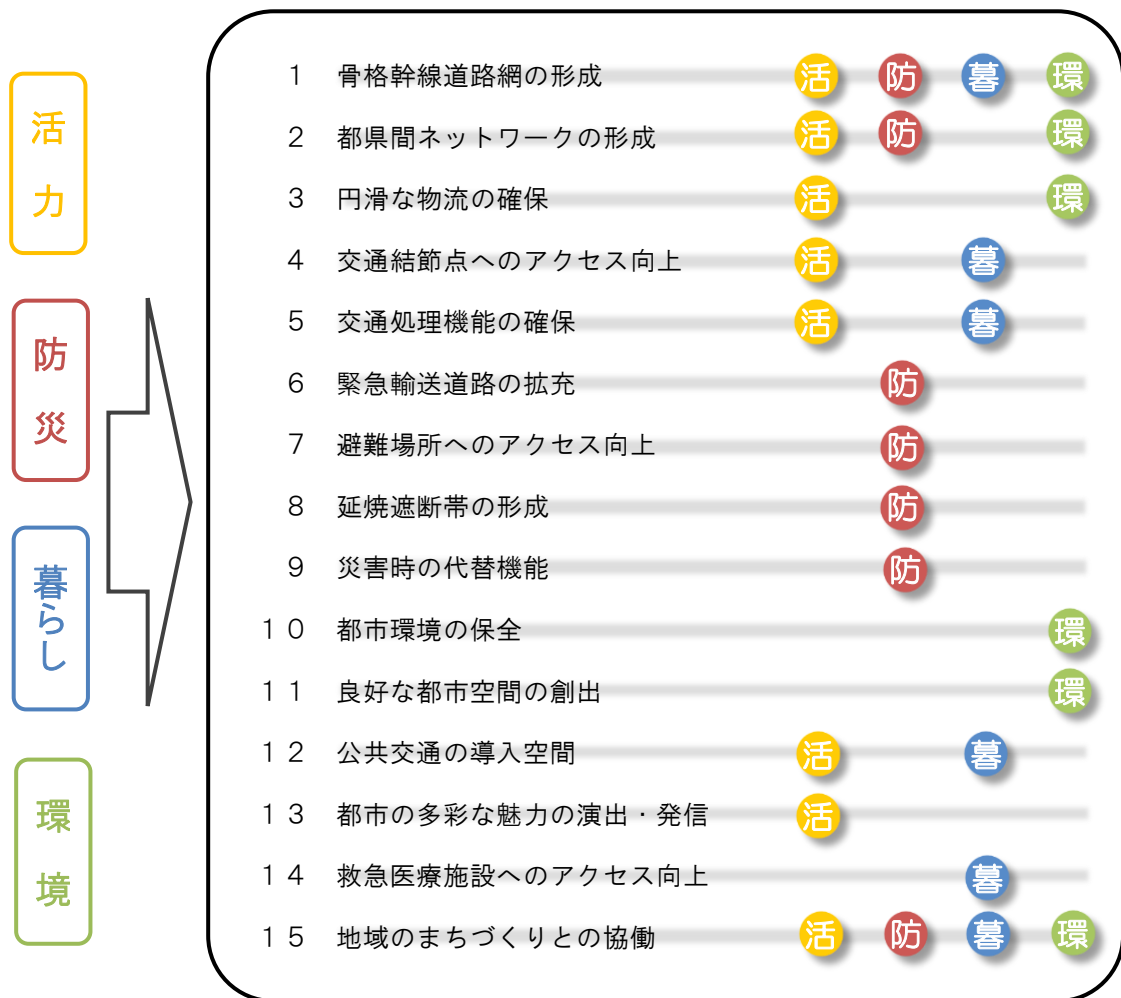 活力
防災
暮らし
環境
1 骨格幹線道路網の形成 活 防 暮 環
2 都県間ネットワークの形成 活 防 環
3 円滑な物流の確保 活 環
4 交通結節点へのアクセス向上 活 暮
5 交通処理機能の確保 活 暮
6 緊急輸送道路の拡充 防
7 避難場所へのアクセス向上 防
8 延焼遮断帯の形成 防
9 災害時の代替機能 防
10 都市環境の保全 環
11 良好な都市空間の創出 環
12 公共交通の導入空間 活 暮
13 都市の多彩な魅力の演出・発信 活
14 救急医療施設へのアクセス向上 暮
15 地域のまちづくりとの協働 活 防 暮 環